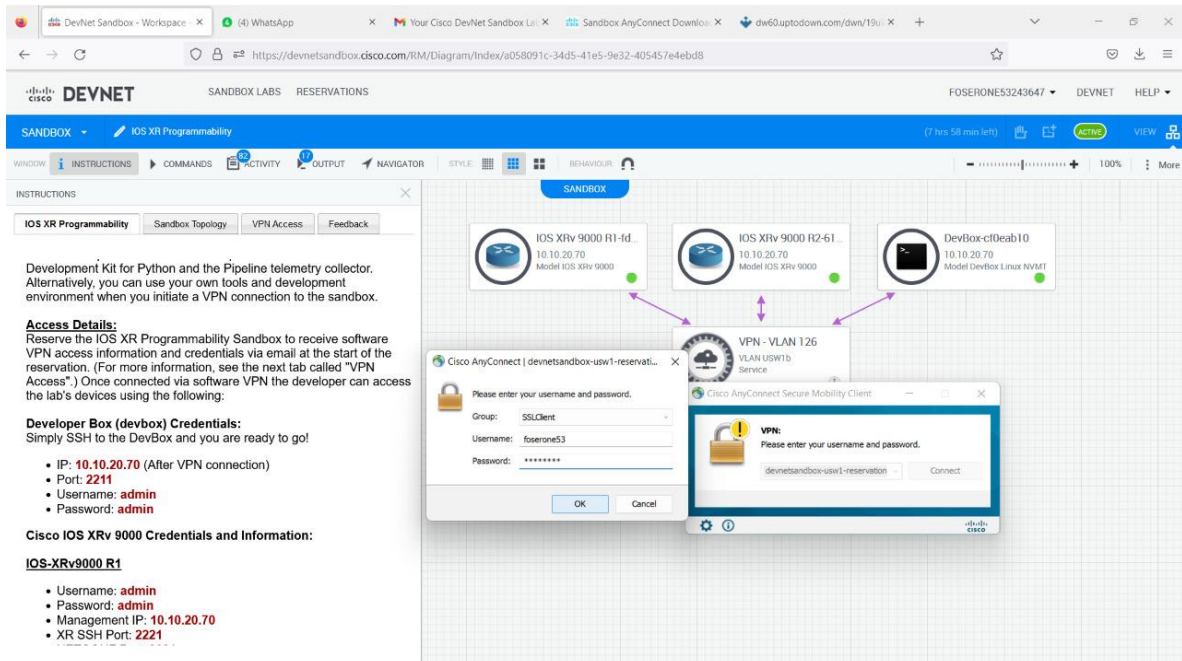 DevNet Sandbox - Workspace
(4) WhatsApp
Your Cisco DevNet Sandbox Lab
Sandbox AnyConnect Download
dw60.uptodown.com/dwn/19u
https://devnetsandbox.cisco.com/RM/Diagram/Index/a058091c-34d5-41e5-9e32-405457e4ebd8
CISCO DEVNET
SANDBOX LABS RESERVATIONS
FOSERONE53243647 DEVNET HELP
SANDBOX IOS XR Programmability
(7 hrs 58 min left) ACTIVE VIEW
WINDOW INSTRUCTIONS COMMANDS 82 ACTIVITY 17 OUTPUT NAVIGATOR STYLE BEHAVIOUR 100% More
INSTRUCTIONS
IOS XR Programmability Sandbox Topology VPN Access Feedback
Development Kit for Python and the Pipeline telemetry collector.
Alternatively, you can use your own tools and development
environment when you initiate a VPN connection to the sandbox.
Access Details:
Reserve the IOS XR Programmability Sandbox to receive software
VPN access information and credentials via email at the start of the
reservation. (For more information, see the next tab called "VPN
Access".) Once connected via software VPN the developer can access
the lab's devices using the following:
Developer Box (devbox) Credentials:
Simply SSH to the DevBox and you are ready to go!
• IP: 10.10.20.70 (After VPN connection)
• Port: 2211
• Username: admin
• Password: admin
Cisco IOS XRv 9000 Credentials and Information:
IOS-XRv9000 R1
• Username: admin
• Password: admin
• Management IP: 10.10.20.70
• XR SSH Port: 2221
SANDBOX
IOS XRv 9000 R1-fd...
10.10.20.70
Model IOS XRv 9000
IOS XRv 9000 R2-61...
10.10.20.70
Model IOS XRv 9000
DevBox-cf0eab10
10.10.20.70
Model DevBox Linux NVMT
VPN - VLAN 126
VLAN USW1b
Service
Cisco AnyConnect | devnetsandbox-usw1-reservati...
Please enter your username and password.
Group: SSLClient
Username: foserone53
Password: ********
OK Cancel
Cisco AnyConnect Secure Mobility Client
VPN:
Please enter your username and password.
devnetsandbox-usw1-reservation Connect
CISCO